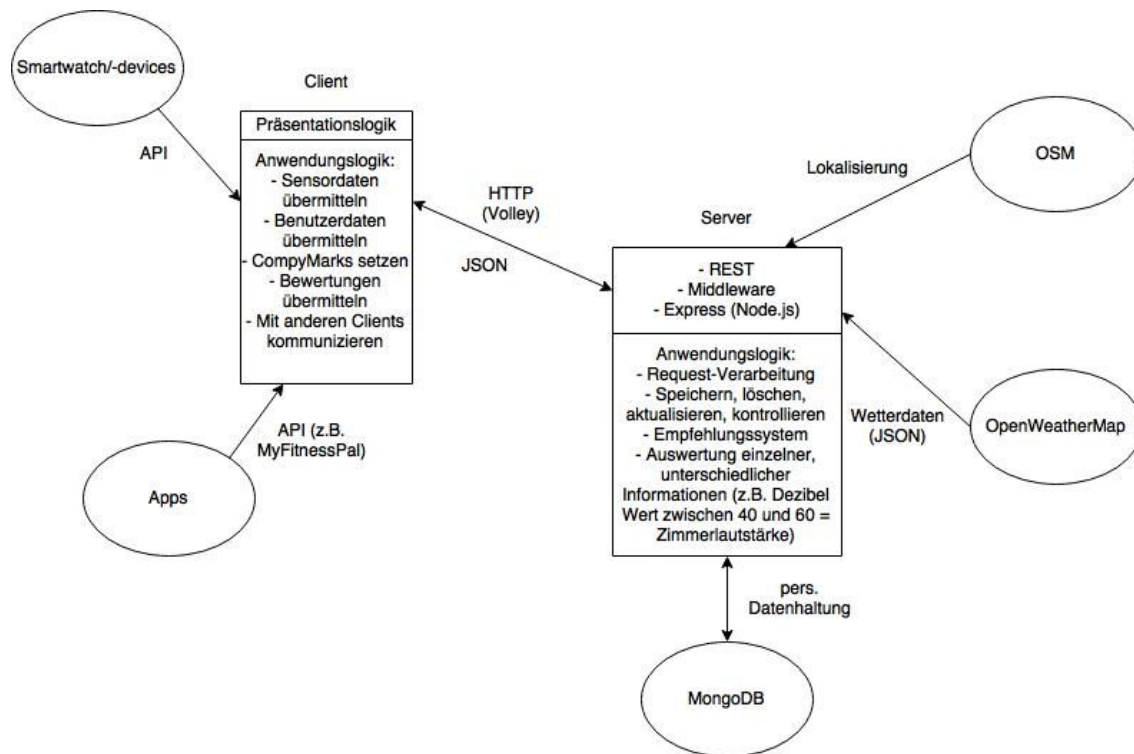 Smartwatch/-devices
Client
Präsentationslogik
Anwendungslogik:
- Sensordaten
übermitteln
- Benutzerdaten
übermitteln
- CompyMarks setzen
- Bewertungen
übermitteln
- Mit anderen Clients
kommunizieren
API
API (z.B.
MyFitnessPal)
Apps
HTTP
(Volley)
JSON
Server
- REST
- Middleware
- Express (Node.js)
Anwendungslogik:
- Request-Verarbeitung
- Speichern, löschen,
aktualisieren, kontrollieren
- Empfehlungssystem
- Auswertung einzelner,
unterschiedlicher
Informationen (z.B. Dezibel
Wert zwischen 40 und 60 =
Zimmerlautstärke)
Lokalisierung
OSM
Wetterdaten
(JSON)
OpenWeatherMap
pers.
Datenhaltung
MongoDB